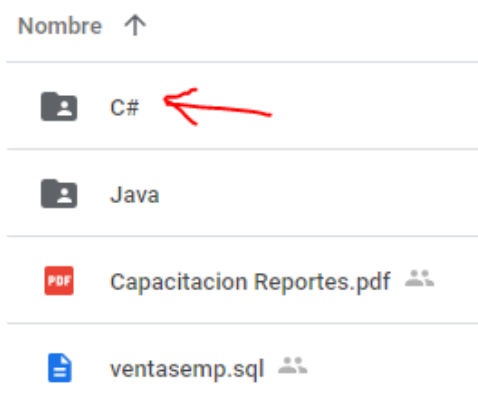 Nombre
C#
Java
PDF Capacitacion Reportes.pdf
ventasemp.sql